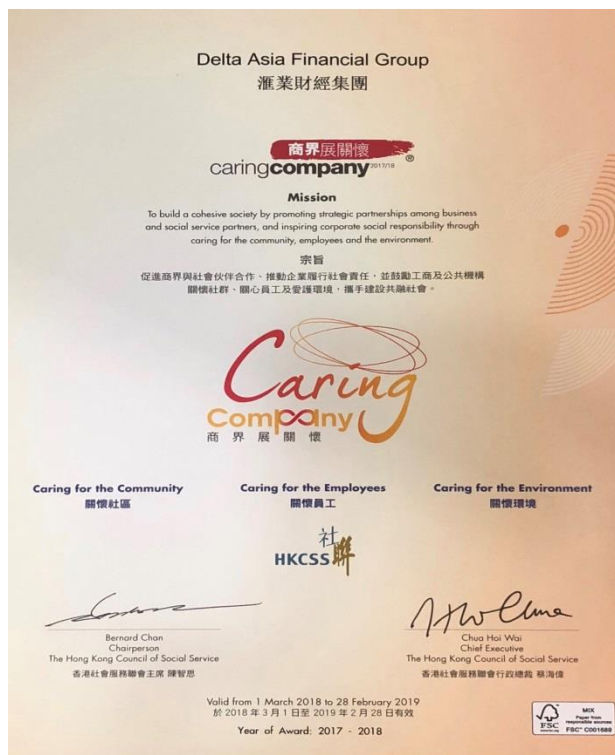 Delta Asia Financial Group
滙業財經集團
商界展關懷
caringcompany 2017/18 ®
Mission
To build a cohesive society by promoting strategic partnerships among business
and social service partners, and inspiring corporate social responsibility through
caring for the community, employees and the environment.
宗旨
促進商界與社會伙伴合作、推動企業履行社會責任，並鼓勵工商及公共機構
關懷社群、關心員工及愛護環境，攜手建設共融社會。
Caring
Company
商界展關懷
Caring for the Community
關懷社區
Caring for the Employees
關懷員工
Caring for the Environment
關懷環境
HKCSS 社聯
Bernard Chan
Chairperson
The Hong Kong Council of Social Service
香港社會服務聯會主席 陳智思
Chua Hoi Wai
Chief Executive
The Hong Kong Council of Social Service
香港社會服務聯會行政總裁 蔡海偉
Valid from 1 March 2018 to 28 February 2019
於 2018 年 3 月 1 日至 2019 年 2 月 28 日有效
Year of Award: 2017 - 2018
FSC
www.fsc.org
MIX
Paper from
responsible sources
FSC® C001888